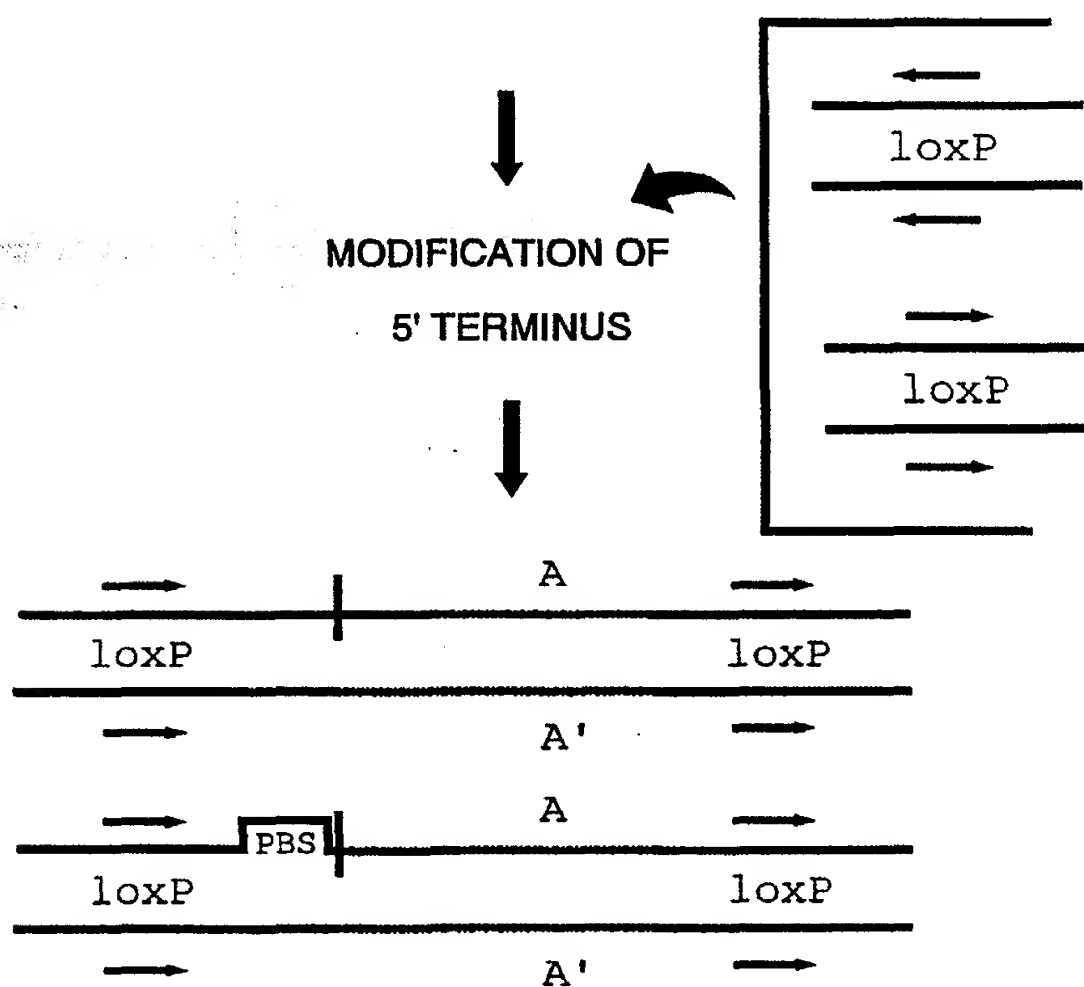 loxP
MODIFICATION OF
5' TERMINUS
loxP
A
loxP loxP
A'
A
PBS
loxP loxP
A'